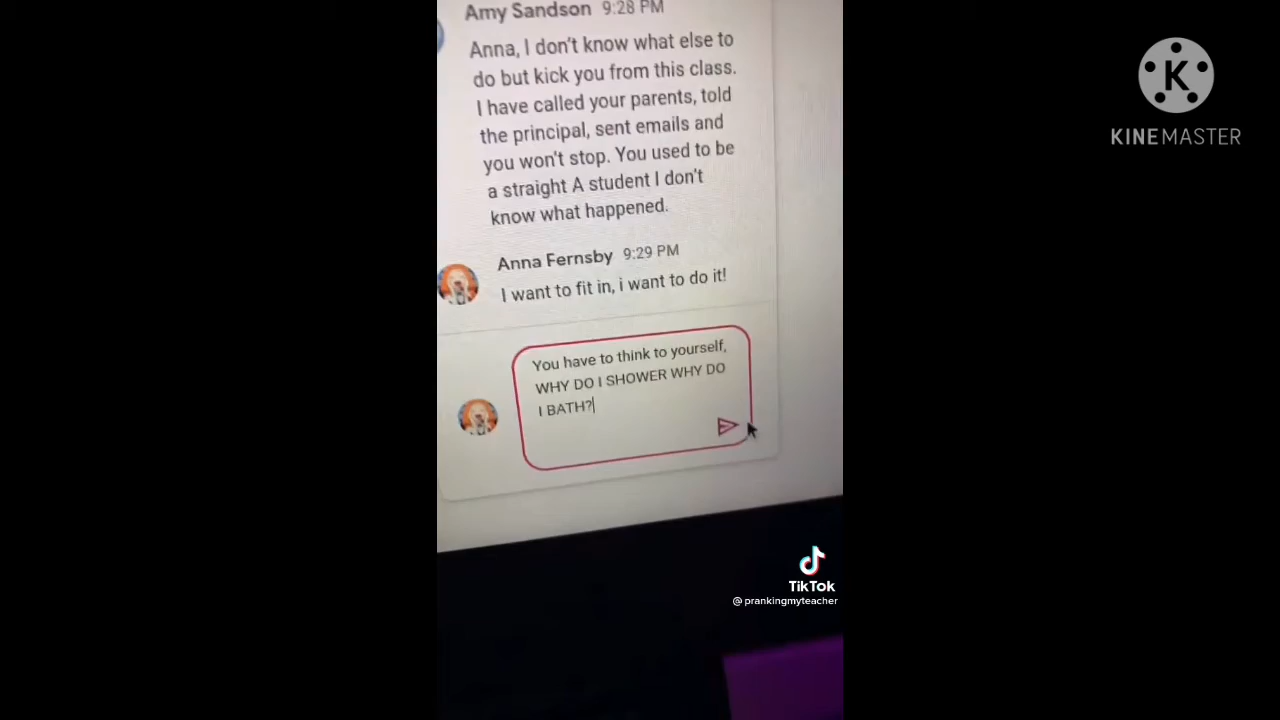 Amy Sandson 9:28 PM
Anna, I don't know what else to
do but kick you from this class.
I have called your parents, told
the principal, sent emails and
you won't stop. You used to be
a straight A student I don't
know what happened.
Anna Fernsby 9:29 PM
I want to fit in, i want to do it!
You have to think to yourself,
WHY DO I SHOWER WHY DO
I BATH?
K
KINEMASTER
TikTok
@ prankingmyteacher